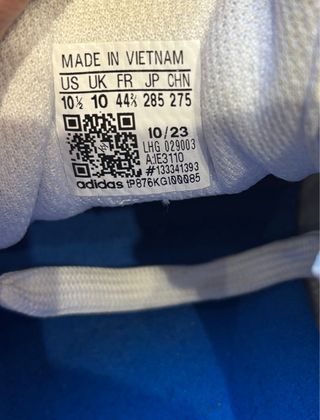 MADE IN VIETNAM
US UK FR JP CHN
10½ 10 44⅔ 285 275
10/23
LHG 029003
A:IE3110
#133341393
adidas !P876KGI00085